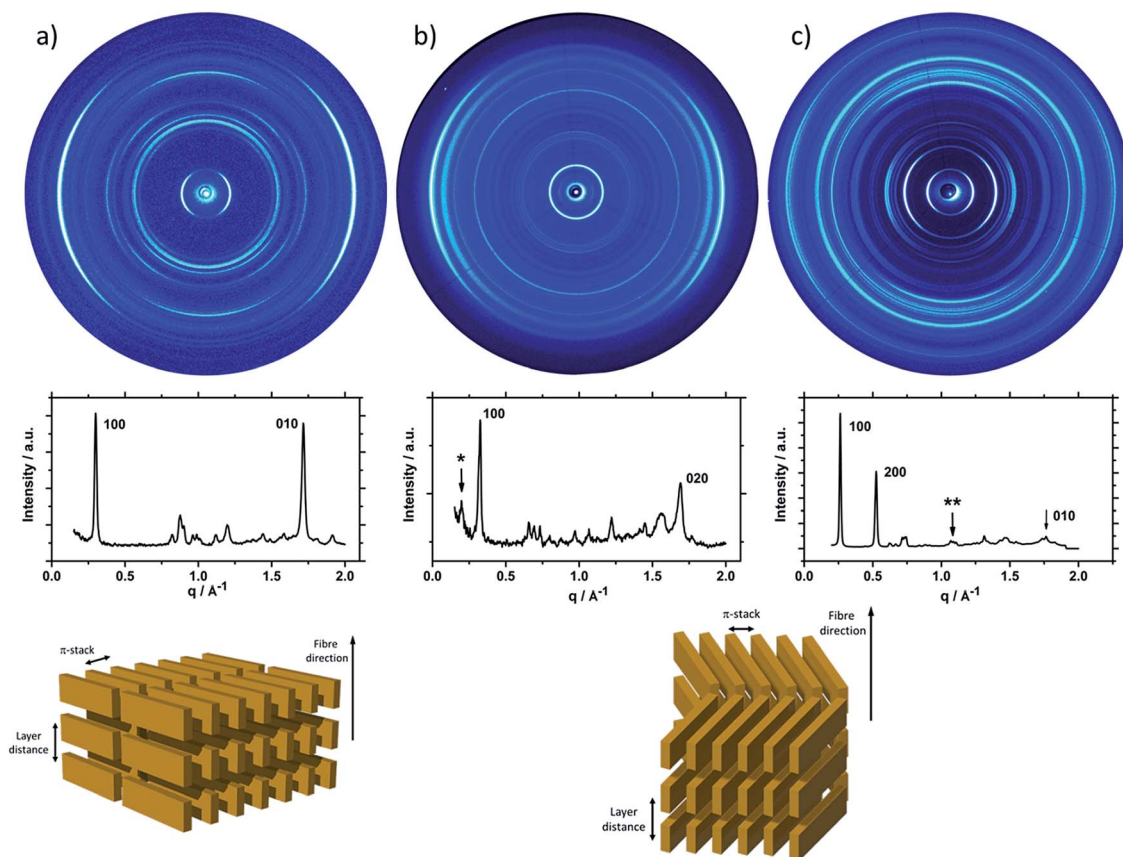 a)
b)
c)
100
010
Intensity / a.u.
0.0 0.5 1.0 1.5 2.0
q / Å⁻¹
*
100
020
Intensity / a.u.
0.0 0.5 1.0 1.5 2.0
q / Å⁻¹
100
200
**
010
Intensity / a.u.
0.0 0.5 1.0 1.5 2.0
q / Å⁻¹
π-stack
Fibre
direction
Layer
distance
π-stack
Fibre
direction
Layer
distance